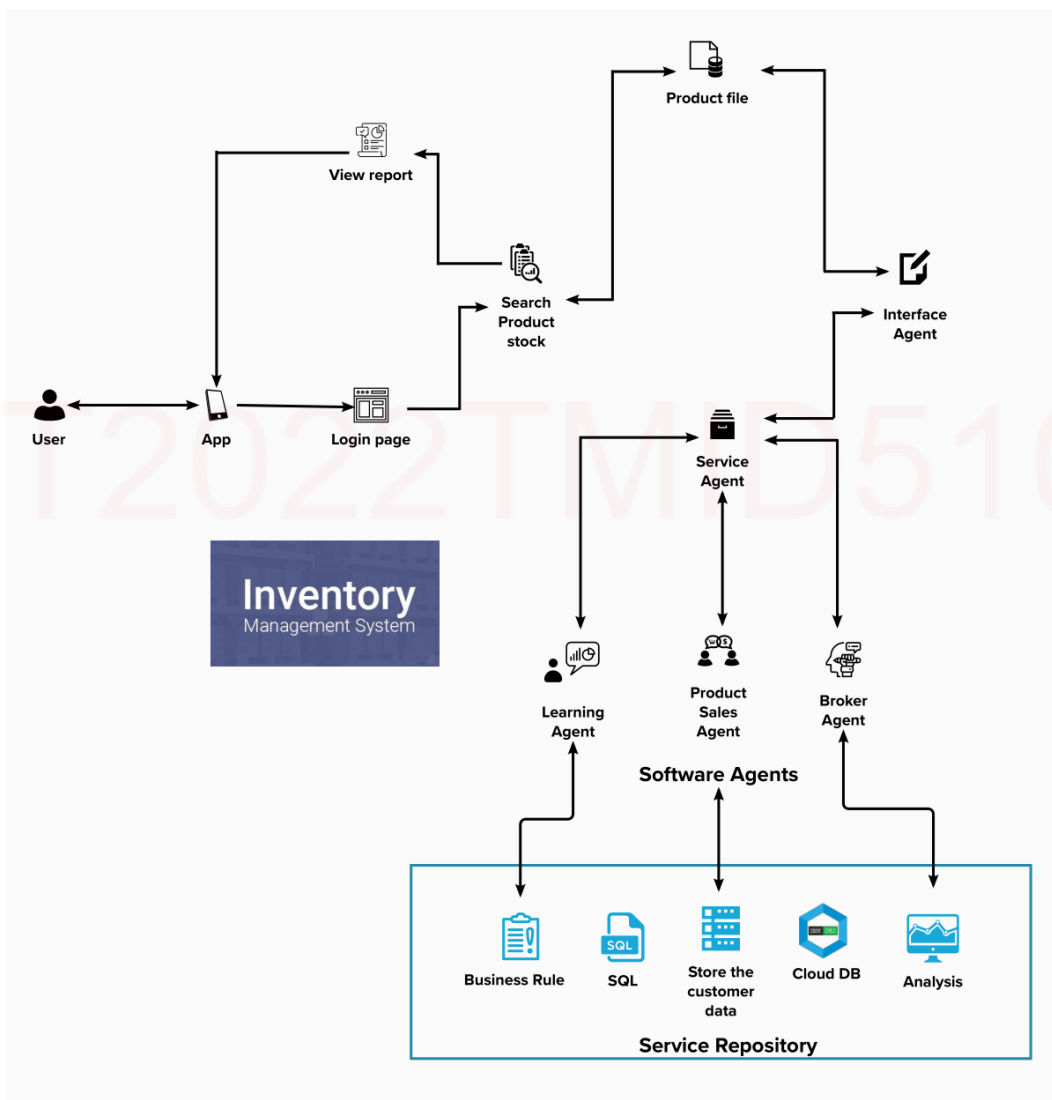 Product file
View report
Search
Product
stock
Interface
Agent
User
App
Login page
Service
Agent
T2022TMID510
Inventory
Management System
Learning
Agent
Product
Sales
Agent
Broker
Agent
Software Agents
SQL
Business Rule
SQL
Store the
customer
data
Cloud DB
Analysis
Service Repository